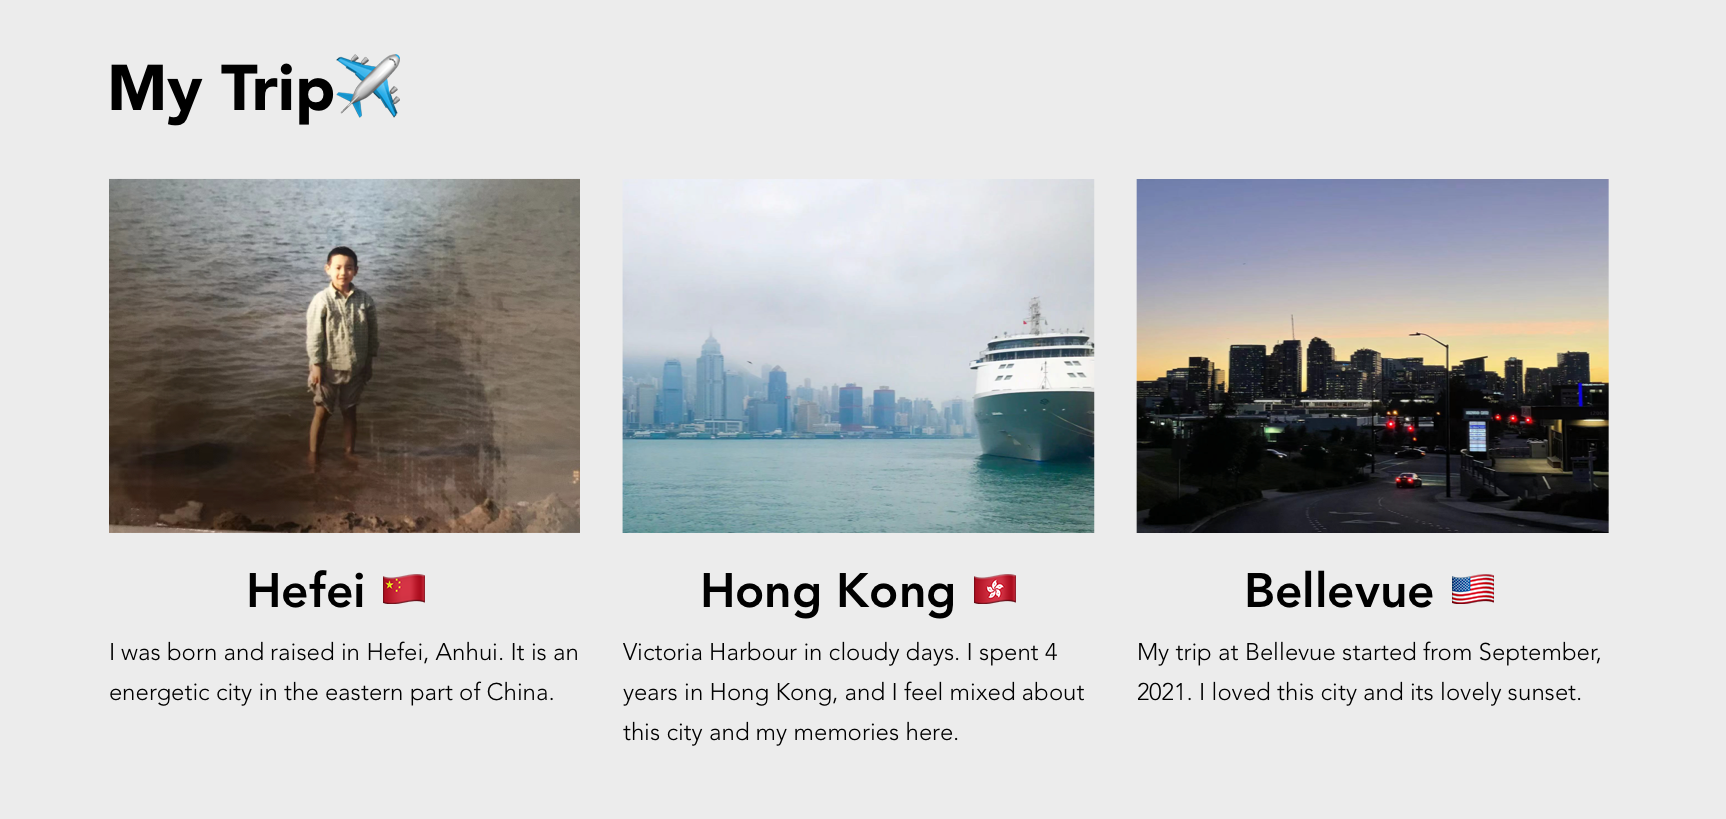 My Trip✈️
Hefei 🇨🇳
I was born and raised in Hefei, Anhui. It is an
energetic city in the eastern part of China.
Hong Kong 🇭🇰
Victoria Harbour in cloudy days. I spent 4
years in Hong Kong, and I feel mixed about
this city and my memories here.
Bellevue 🇺🇸
My trip at Bellevue started from September,
2021. I loved this city and its lovely sunset.